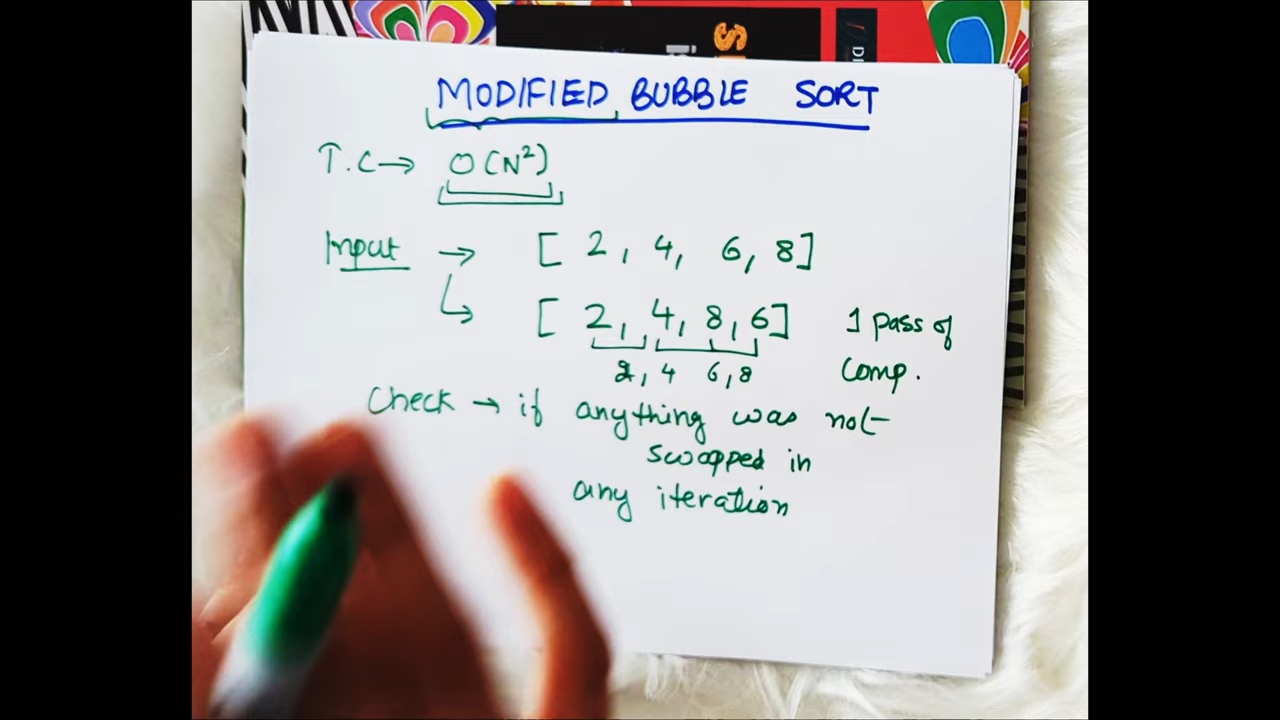 MODIFIED BUBBLE SORT
T.C → O(N²)
Input → [ 2, 4, 6, 8]
↳ [ 2, 4, 8, 6] 1 pass of
2, 4 6, 8 comp.
Check → if anything was not
swapped in
any iteration